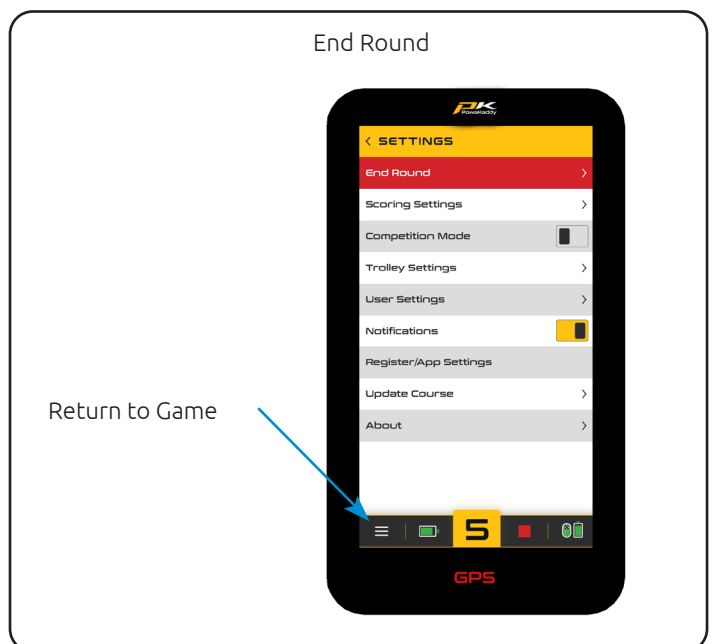 End Round
PK
PowaKaddy
< SETTINGS
End Round >
Scoring Settings >
Competition Mode
Trolley Settings >
User Settings >
Notifications
Register/App Settings
Update Course >
Return to Game
About >
5
GPS